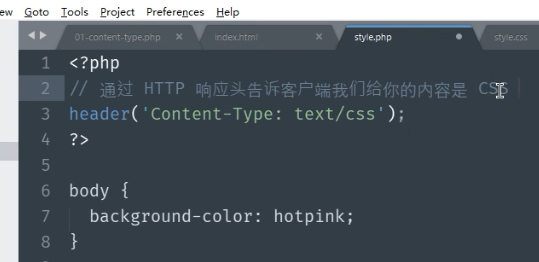 ew Goto Tools Project Preferences Help
01-content-type.php index.html style.php style.css
1 <?php
2 // 通过 HTTP 响应头告诉客户端我们给你的内容是 CSS
3 header('Content-Type: text/css');
4 ?>
5
6 body {
7   background-color: hotpink;
8 }